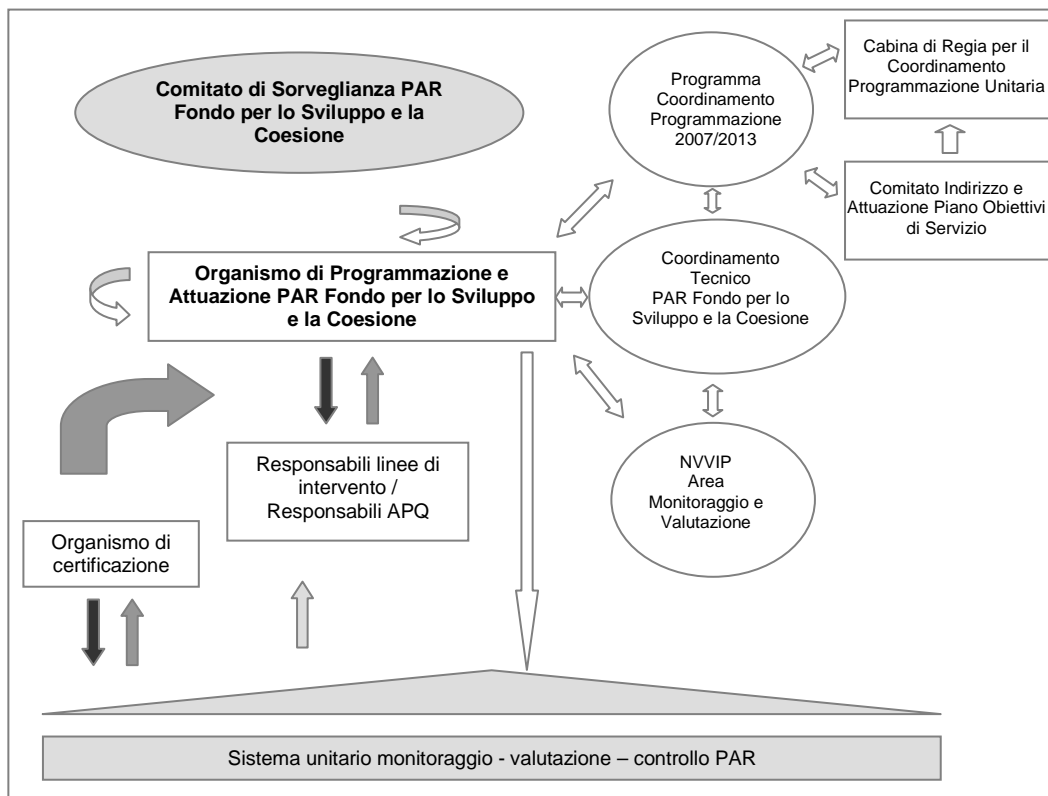 Comitato di Sorveglianza PAR
Fondo per lo Sviluppo e la
Coesione
Programma
Coordinamento
Programmazione
2007/2013
Cabina di Regia per il
Coordinamento
Programmazione Unitaria
Comitato Indirizzo e
Attuazione Piano Obiettivi
di Servizio
Organismo di Programmazione e
Attuazione PAR Fondo per lo Sviluppo
e la Coesione
Coordinamento
Tecnico
PAR Fondo per lo
Sviluppo e la Coesione
Responsabili linee di
intervento /
Responsabili APQ
NVVIP
Area
Monitoraggio e
Valutazione
Organismo di
certificazione
Sistema unitario monitoraggio - valutazione – controllo PAR